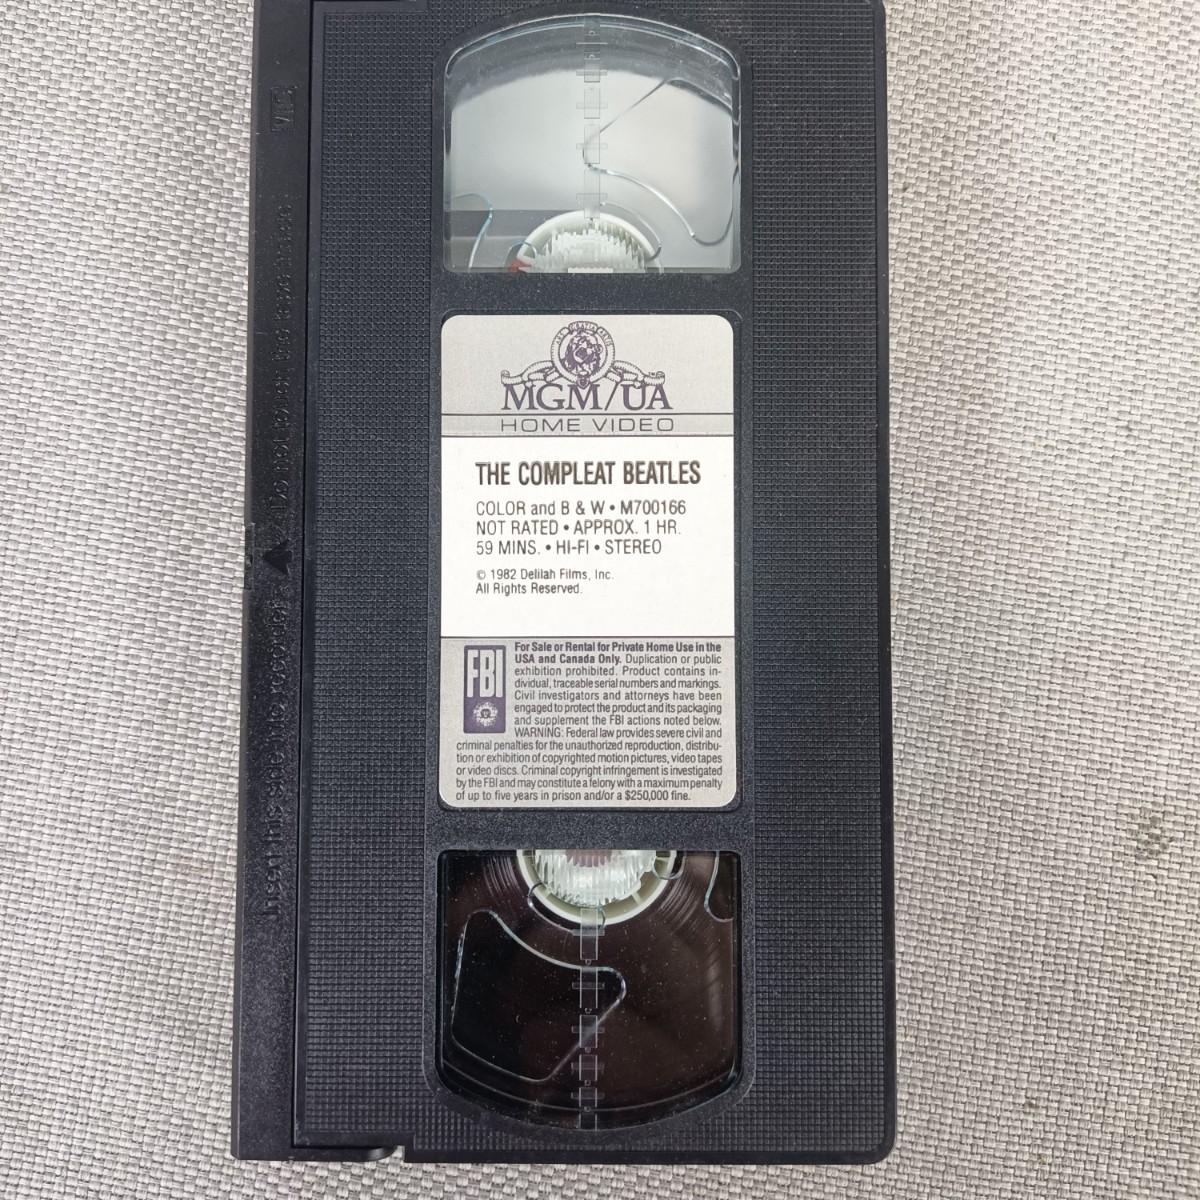 MGM/UA
HOME VIDEO
THE COMPLEAT BEATLES
COLOR and B & W • M700166
NOT RATED • APPROX. 1 HR.
59 MINS. • HI-FI • STEREO
© 1982 Delilah Films, Inc.
All Rights Reserved.
FBI
For Sale or Rental for Private Home Use in the
USA and Canada Only. Duplication or public
exhibition prohibited. Product contains in-
dividual, traceable serial numbers and markings.
Civil investigators and attorneys have been
engaged to protect the product and its packaging
and supplement the FBI actions noted below.
WARNING: Federal law provides severe civil and
criminal penalties for the unauthorized reproduction, distribu-
tion or exhibition of copyrighted motion pictures, video tapes
or video discs. Criminal copyright infringement is investigated
by the FBI and may constitute a felony with a maximum penalty
of up to five years in prison and/or a $250,000 fine.
Insert this side into recorder ▲ Do not touch the tape inside
VHS